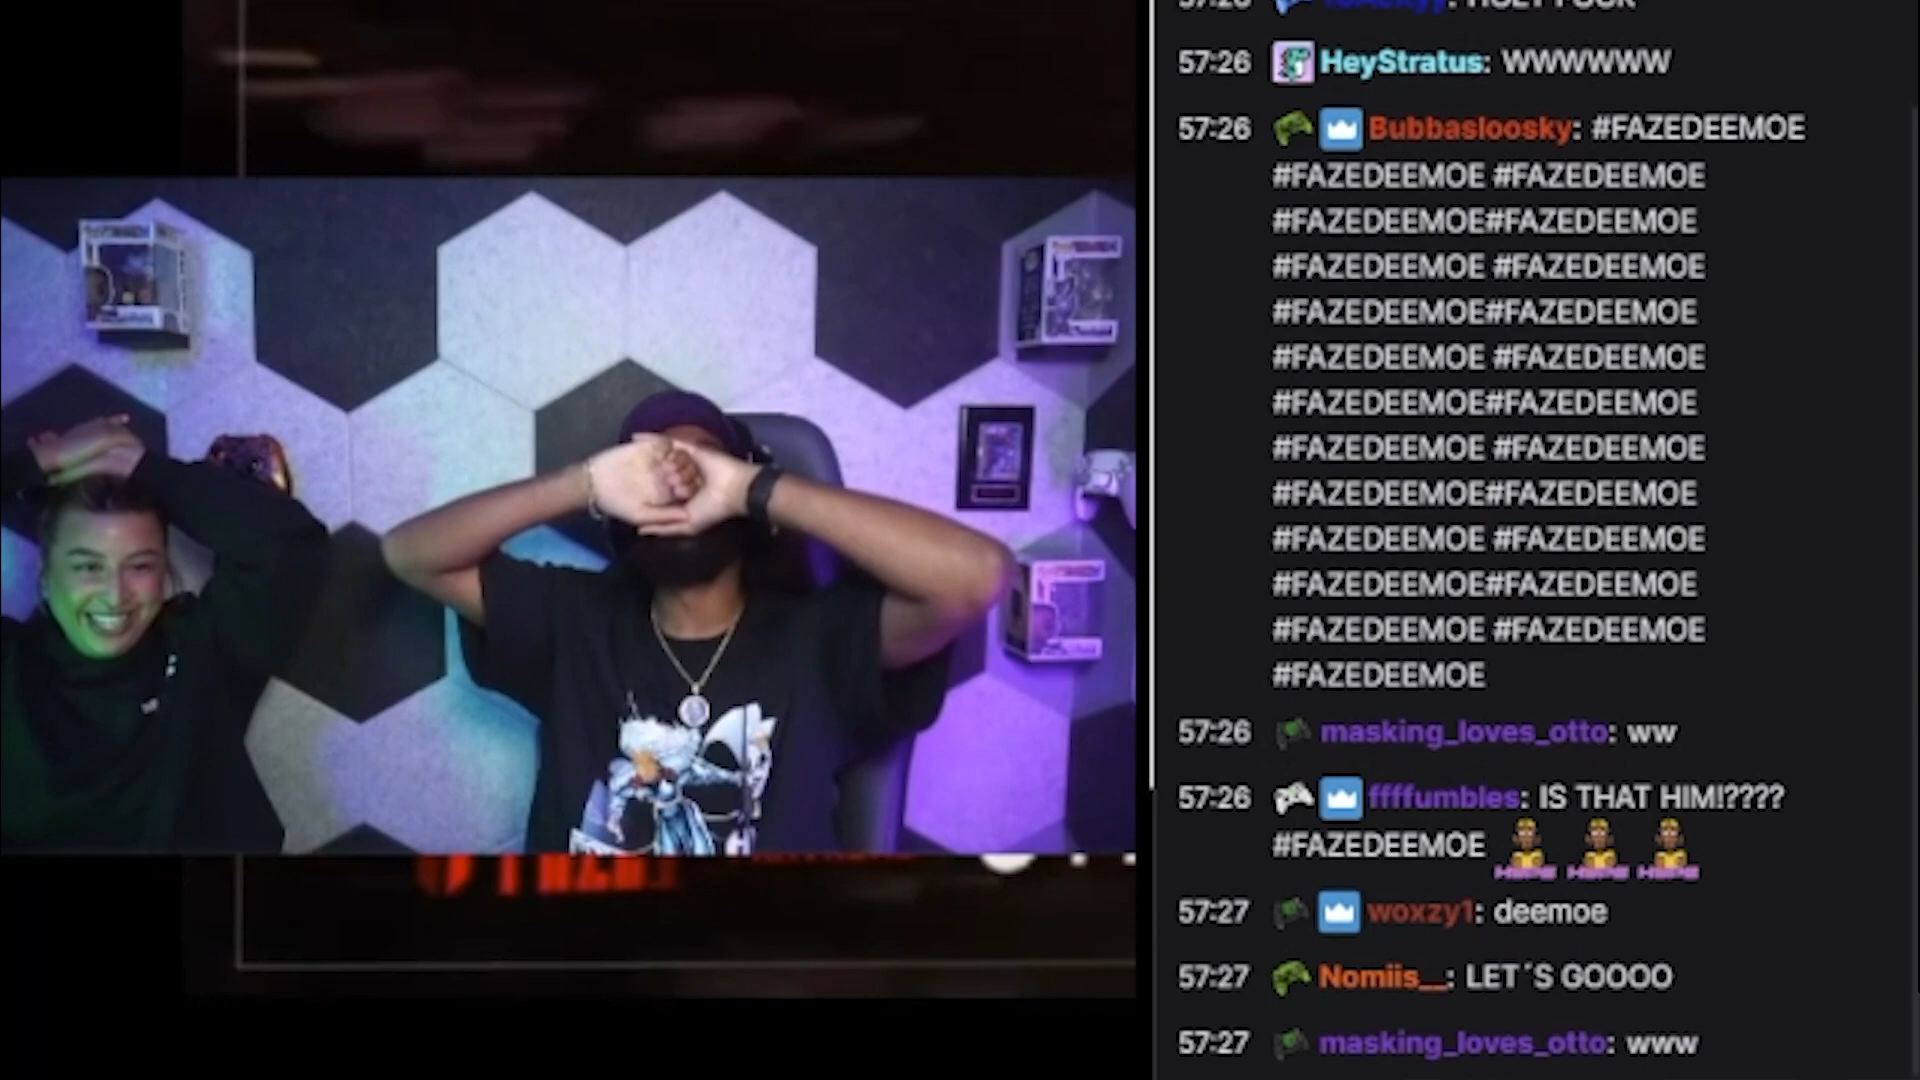 HOLY FUCK
57:26 HeyStratus: WWWWWW
57:26 Bubbasloosky: #FAZEDEEMOE
#FAZEDEEMOE #FAZEDEEMOE
#FAZEDEEMOE#FAZEDEEMOE
#FAZEDEEMOE #FAZEDEEMOE
#FAZEDEEMOE#FAZEDEEMOE
#FAZEDEEMOE #FAZEDEEMOE
#FAZEDEEMOE#FAZEDEEMOE
#FAZEDEEMOE #FAZEDEEMOE
#FAZEDEEMOE#FAZEDEEMOE
#FAZEDEEMOE #FAZEDEEMOE
#FAZEDEEMOE#FAZEDEEMOE
#FAZEDEEMOE #FAZEDEEMOE
#FAZEDEEMOE
57:26 masking_loves_otto: ww
57:26 ffffumbles: IS THAT HIM!????
#FAZEDEEMOE
57:27 woxzy1: deemoe
57:27 Nomiis__: LET´S GOOOO
57:27 masking_loves_otto: www